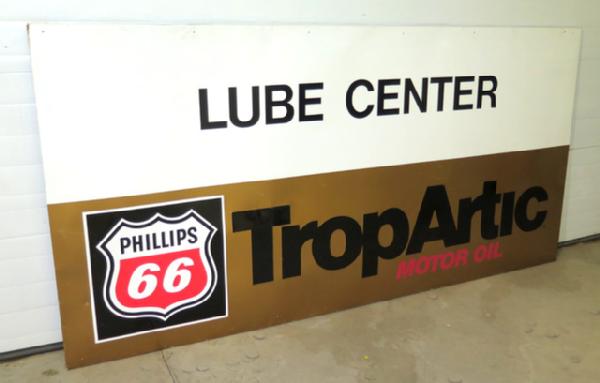 LUBE CENTER
PHILLIPS
66
TropArtic
MOTOR OIL